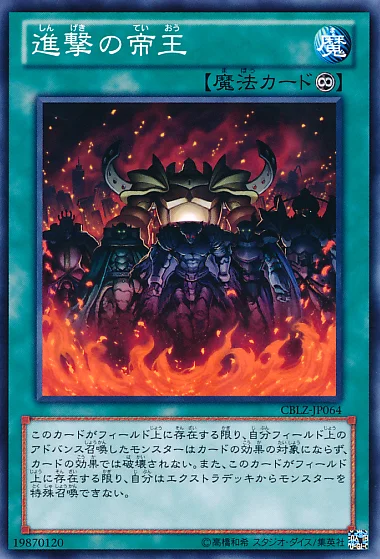 進撃の帝王
しんげき ていおう
魔
【魔法カード∞】
まほう
CBLZ-JP064
このカードがフィールド上に存在する限り、自分フィールド上の
アドバンス召喚したモンスターはカードの効果の対象にならず、
カードの効果では破壊されない。また、このカードがフィールド
上に存在する限り、自分はエクストラデッキからモンスターを
特殊召喚できない。
19870120
©高橋和希 スタジオ・ダイス/集英社